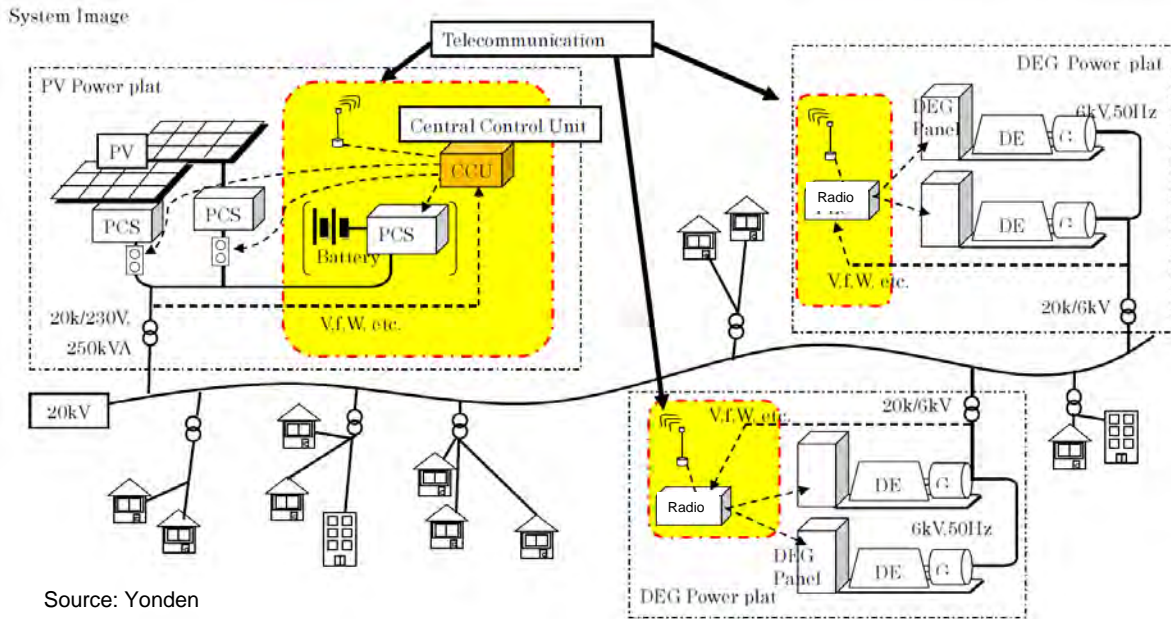 System Image
Telecommunication
PV Power plat
DEG Power plat
Central Control Unit
DEG
Panel
6kV,50Hz
PV
CCU
DE
G
PCS
PCS
PCS
Radio
DE
G
Battery
V,f,W, etc.
V,f,W, etc.
20k/230V,
250kVA
20k/6kV
20kV
V,f,W, etc.
20k/6kV
DE
G
Radio
6kV,50Hz
DEG
Panel
DE
G
DEG Power plat
Source: Yonden